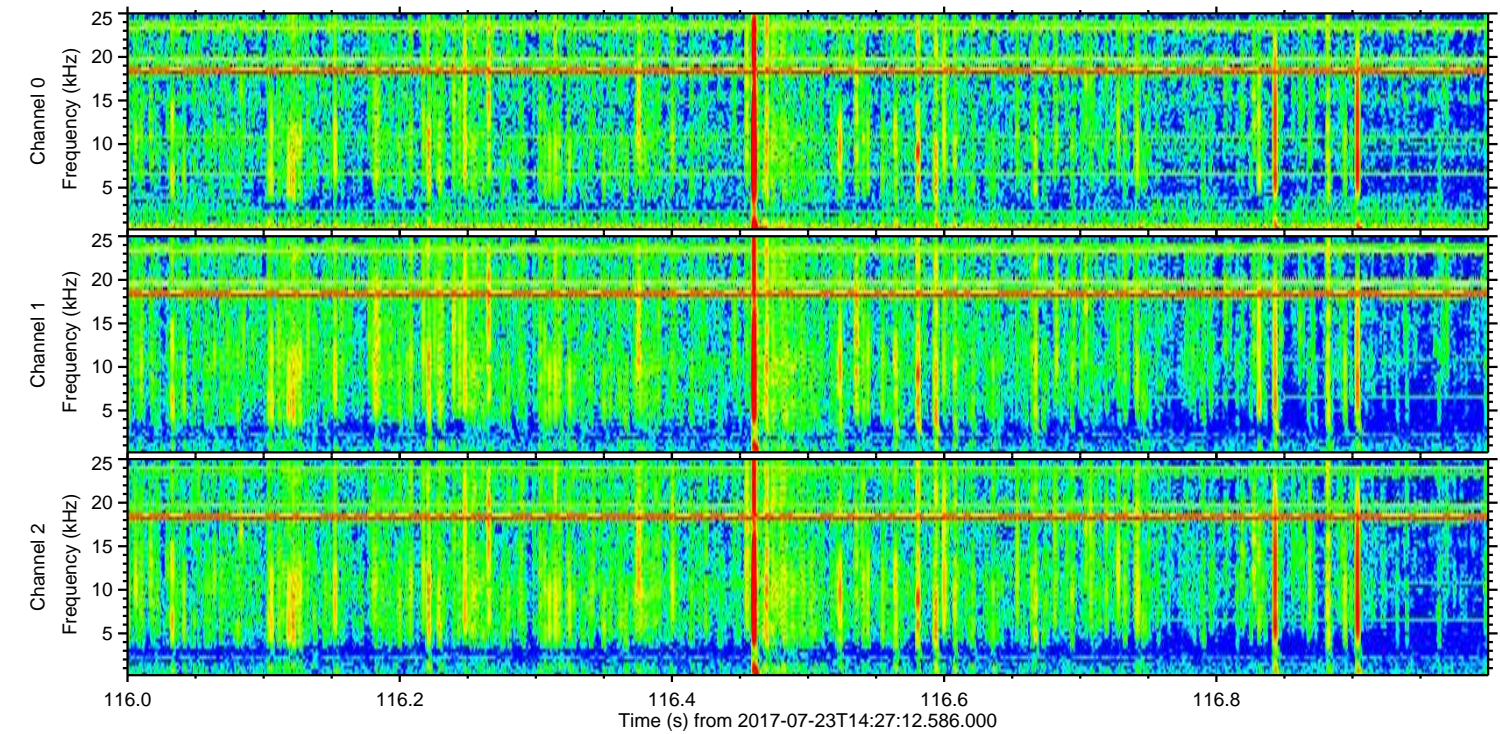 25
20
15
10
5
Channel 0
Frequency (kHz)
25
20
15
10
5
Channel 1
Frequency (kHz)
25
20
15
10
5
Channel 2
Frequency (kHz)
116.0 116.2 116.4 116.6 116.8
Time (s) from 2017-07-23T14:27:12.586.000